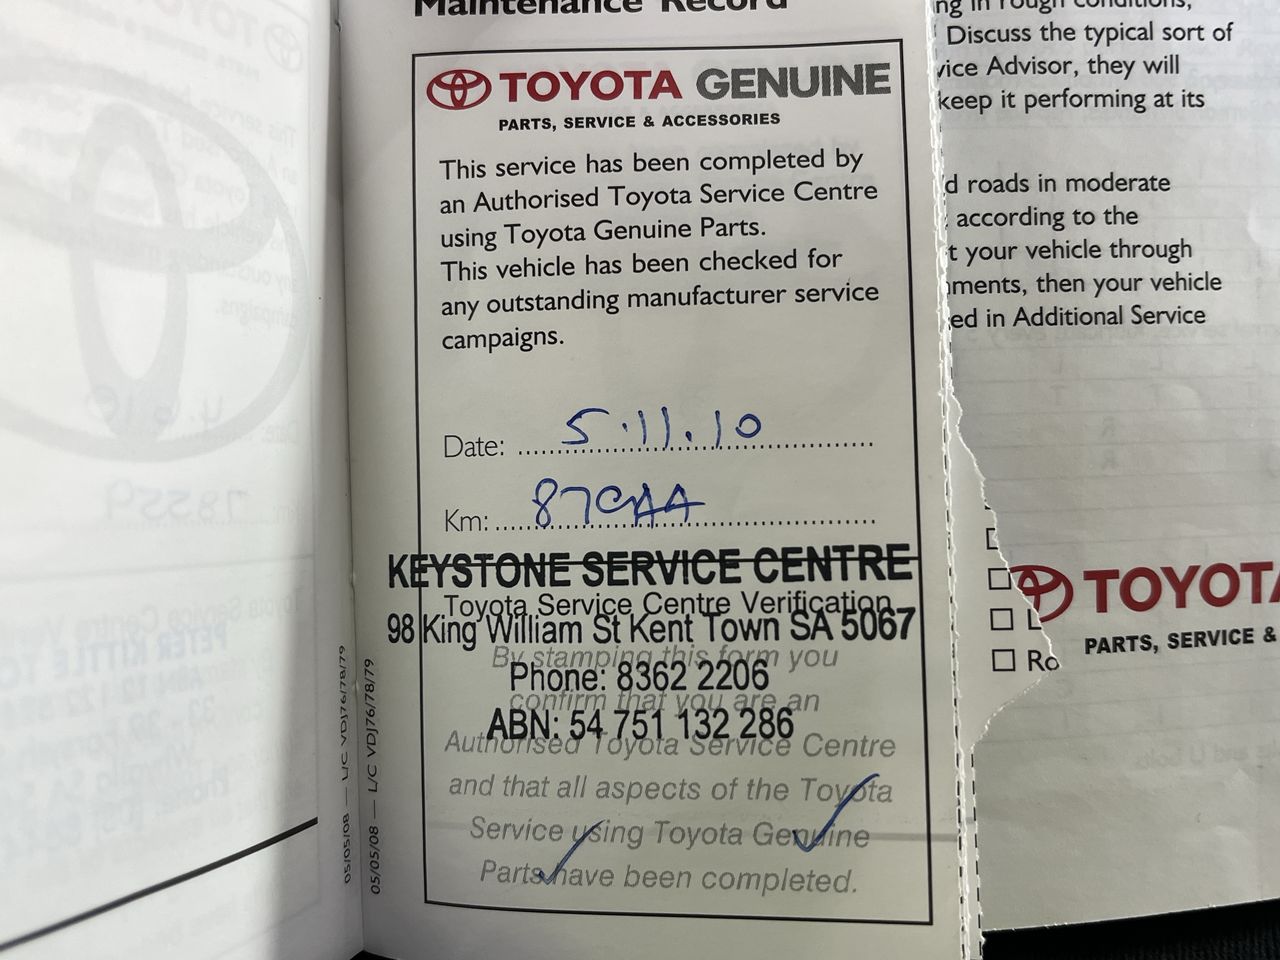 Maintenance Record
TOYOTA GENUINE
PARTS, SERVICE & ACCESSORIES
This service has been completed by
an Authorised Toyota Service Centre
using Toyota Genuine Parts.
This vehicle has been checked for
any outstanding manufacturer service
campaigns.
Date: 5.11.10
Km:
KEYSTONE SERVICE CENTRE
Toyota Service Centre Verification
98 King William St Kent Town SA 5067
By stamping this form you
Phone: 8362 2206
confirm that you are an
ABN: 54 751 132 286
Authorised Toyota Service Centre
and that all aspects of the Toyota
Service using Toyota Genuine
Parts have been completed.
05/05/08 — L/C VDJ76/78/79
05/05/08 — L/C VDJ76/78/79
ng in rough conditions,
Discuss the typical sort of
vice Advisor, they will
keep it performing at its
d roads in moderate
according to the
t your vehicle through
ments, then your vehicle
ed in Additional Service
TOYOTA
PARTS, SERVICE &
Ro